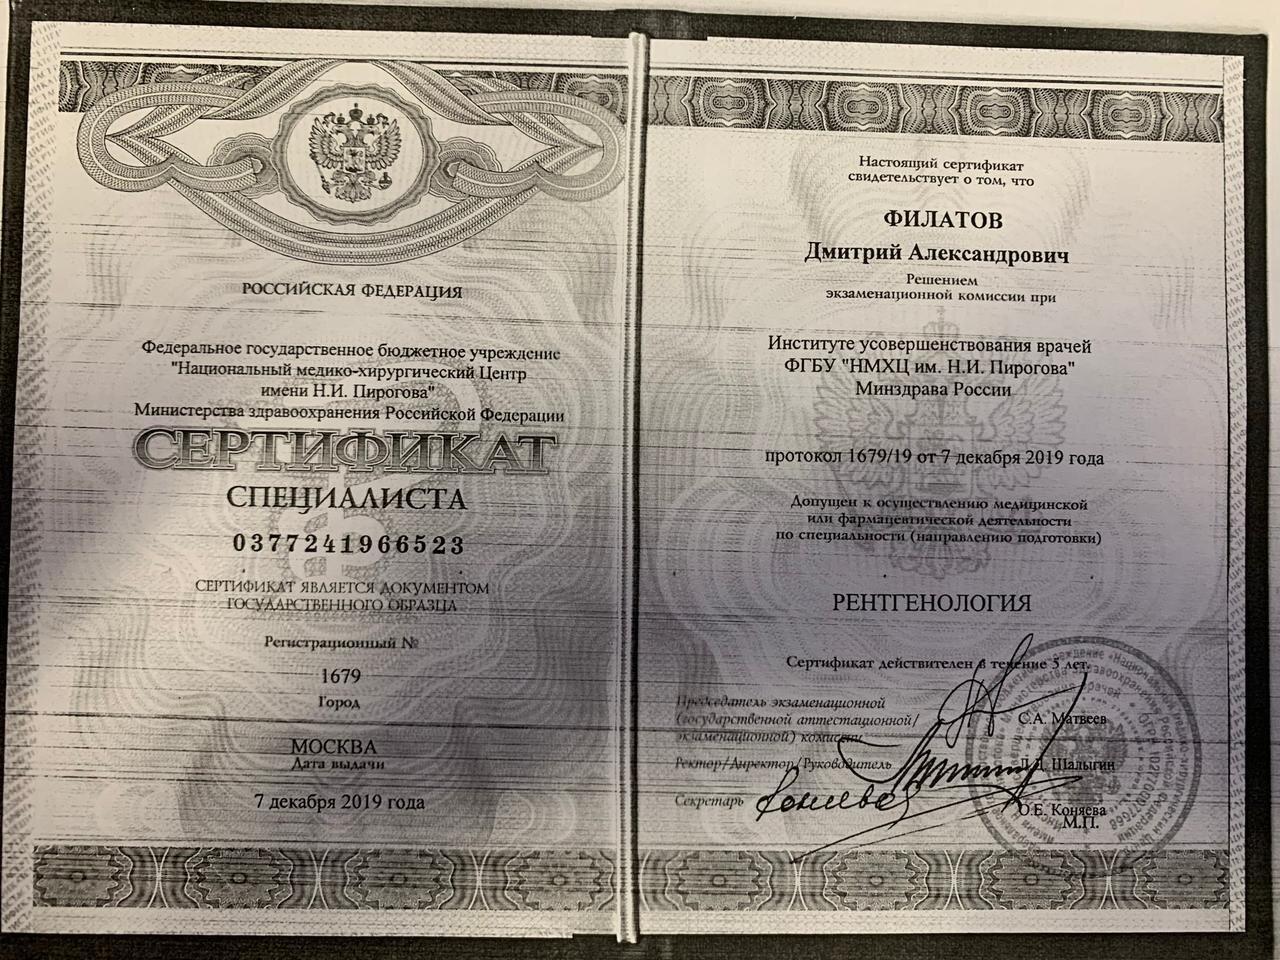 РОССИЙСКАЯ ФЕДЕРАЦИЯ
Федеральное государственное бюджетное учреждение
"Национальный медико-хирургический Центр
имени Н.И. Пирогова"
Министерства здравоохранения Российской Федерации
СЕРТИФИКАТ
СПЕЦИАЛИСТА
0377241966523
СЕРТИФИКАТ ЯВЛЯЕТСЯ ДОКУМЕНТОМ
ГОСУДАРСТВЕННОГО ОБРАЗЦА
Регистрационный №
1679
Город
МОСКВА
Дата выдачи
7 декабря 2019 года
Настоящий сертификат
свидетельствует о том, что
ФИЛАТОВ
Дмитрий Александрович
Решением
экзаменационной комиссии при
Институте усовершенствования врачей
ФГБУ "НМХЦ им. Н.И. Пирогова"
Минздрава России
протокол 1679/19 от 7 декабря 2019 года
Допущен к осуществлению медицинской
или фармацевтической деятельности
по специальности (направлению подготовки)
РЕНТГЕНОЛОГИЯ
Сертификат действителен в течение 5 лет.
Председатель экзаменационной
(государственной аттестационной/
экзаменационной) комиссии
С.А. Матвеев
Ректор/Директор/Руководитель
Шалыгин
Секретарь
Коняева
О.Е. Коняева
М.П.